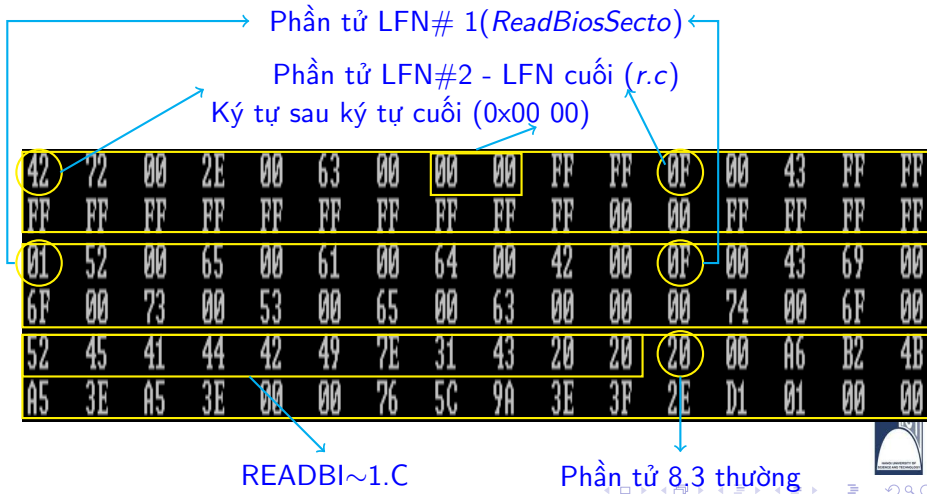 Phần tử LFN# 1(ReadBiosSecto)
Phần tử LFN#2 - LFN cuối (r.c)
Ký tự sau ký tự cuối (0x00 00)
42 72 00 2E 00 63 00 00 00 FF FF 0F 00 43 FF FF
FF FF FF FF FF FF FF FF FF FF 00 00 FF FF FF FF
01 52 00 65 00 61 00 64 00 42 00 0F 00 43 69 00
6F 00 73 00 53 00 65 00 63 00 00 00 74 00 6F 00
52 45 41 44 42 49 7E 31 43 20 20 20 00 A6 B2 4B
A5 3E A5 3E 00 00 76 5C 9A 3E 3F 2E D1 01 00 00
READBI∼1.C
Phần tử 8.3 thường